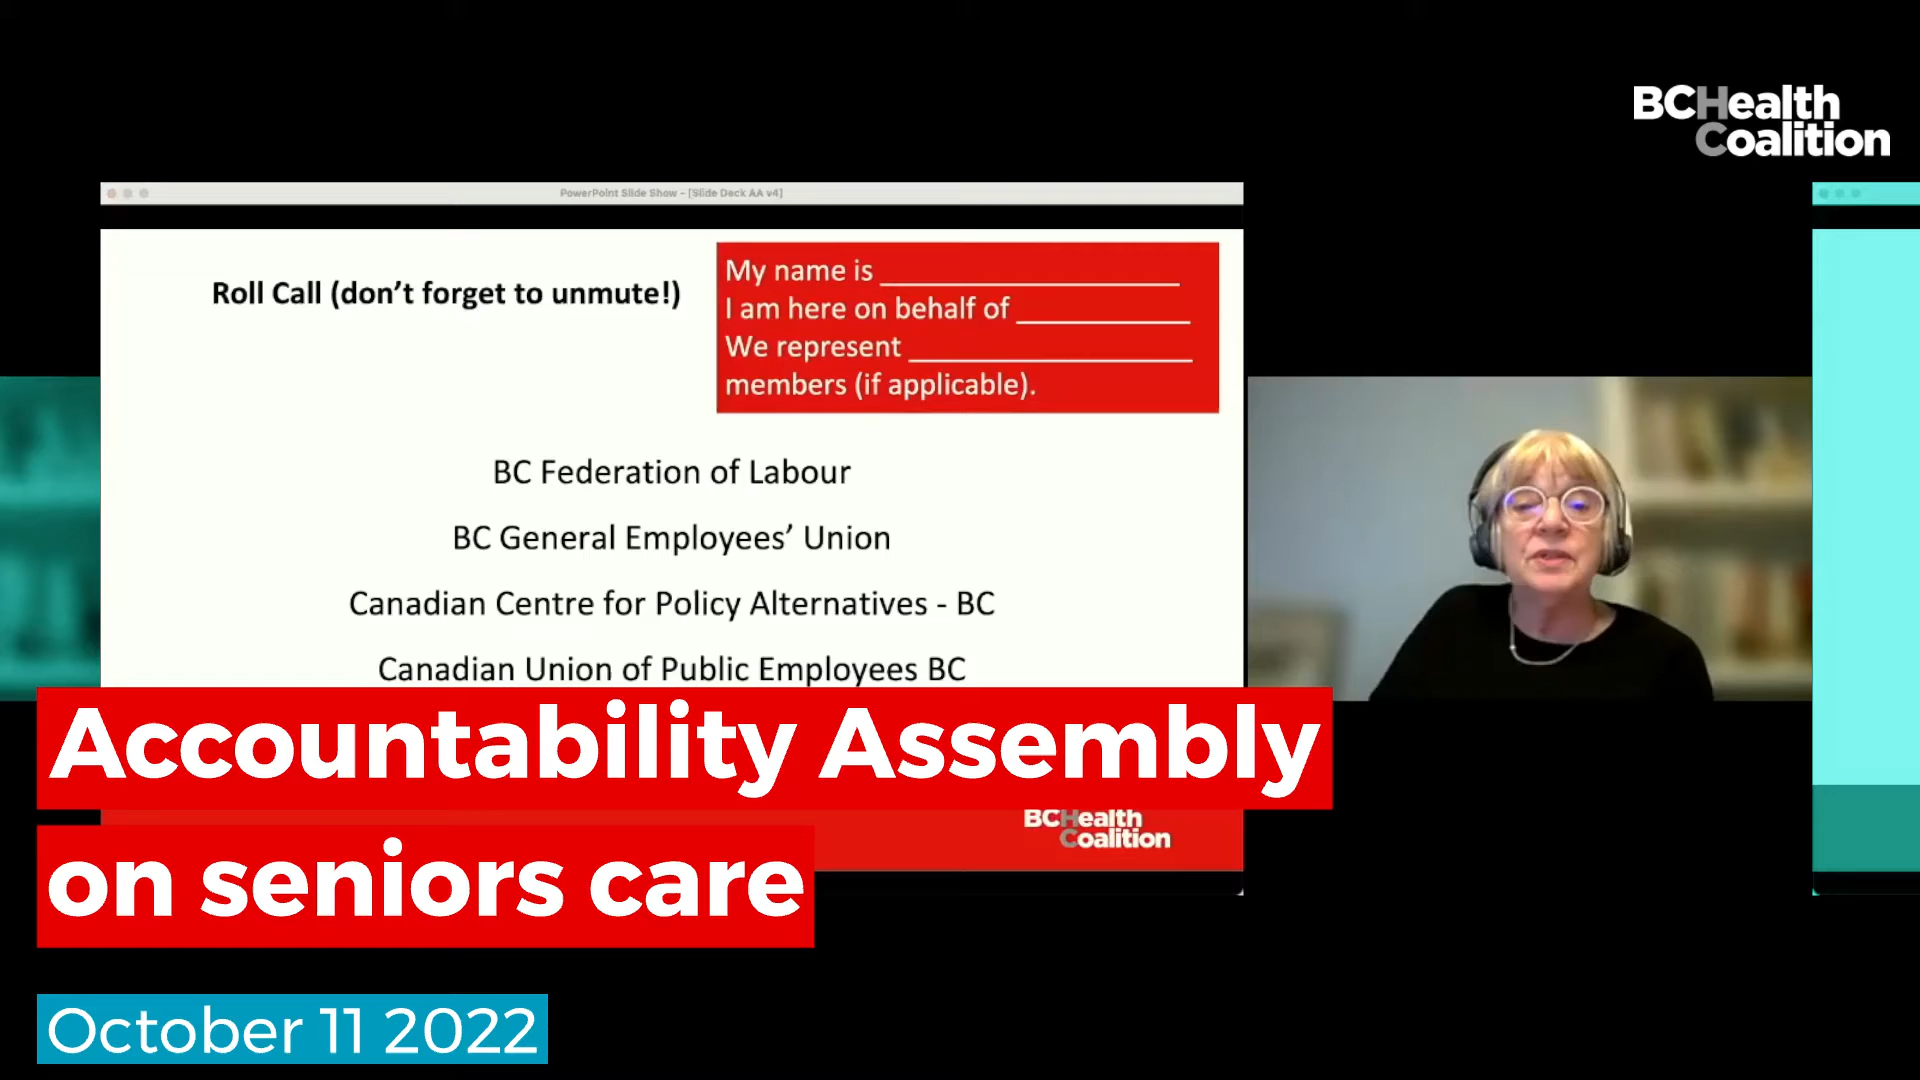 BCHealth
Coalition
PowerPoint Slide Show - [Slide Deck AA v4]
Roll Call (don't forget to unmute!)
My name is ___________________
I am here on behalf of ___________
We represent __________________
members (if applicable).
BC Federation of Labour
BC General Employees' Union
Canadian Centre for Policy Alternatives - BC
Canadian Union of Public Employees BC
Accountability Assembly
on seniors care
BCHealth
Coalition
October 11 2022